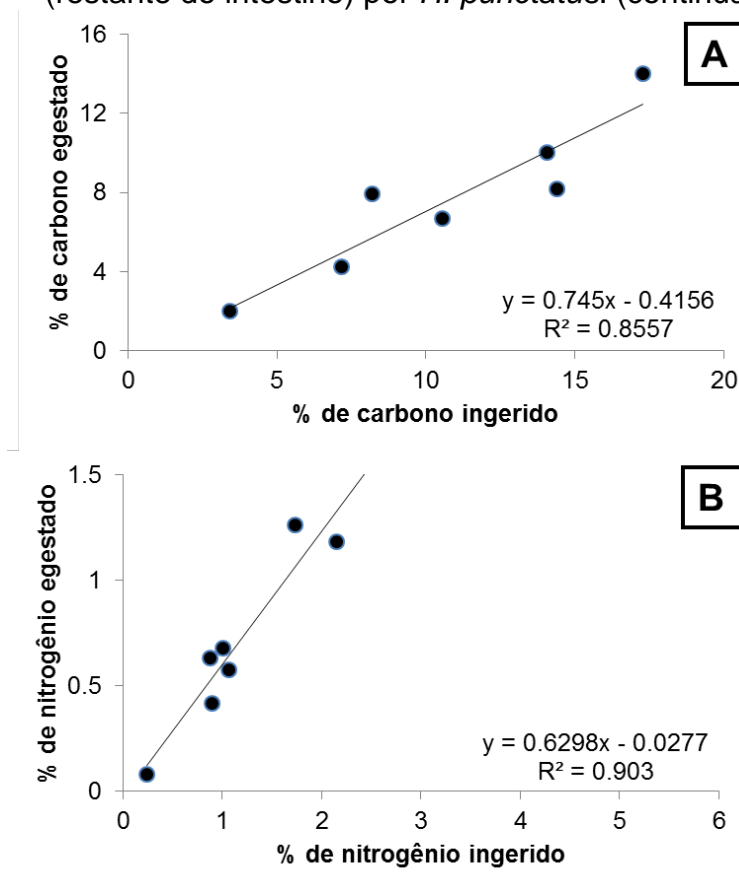 (restante do intestino) por H. punctatus. (continua
A
16
12
8
4
0
% de carbono egestado
y = 0.745x - 0.4156
R² = 0.8557
0 5 10 15 20
% de carbono ingerido
B
1.5
1
0.5
0
% de nitrogênio egestado
y = 0.6298x - 0.0277
R² = 0.903
0 1 2 3 4 5 6
% de nitrogênio ingerido